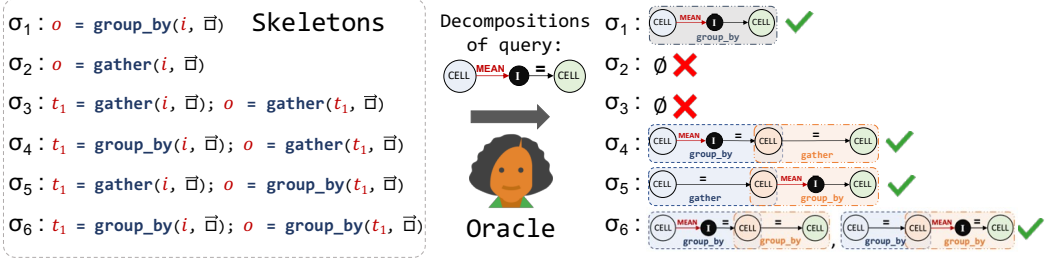 Skeletons
σ1: o = group_by(i, □⃗)
σ2: o = gather(i, □⃗)
σ3: t1 = gather(i, □⃗); o = gather(t1, □⃗)
σ4: t1 = group_by(i, □⃗); o = gather(t1, □⃗)
σ5: t1 = gather(i, □⃗); o = group_by(t1, □⃗)
σ6: t1 = group_by(i, □⃗); o = group_by(t1, □⃗)
Decompositions
of query:
CELL MEAN I = CELL
Oracle
σ1: CELL MEAN I = CELL
group_by
σ2: ∅
σ3: ∅
σ4: CELL MEAN I = CELL = CELL
group_by gather
σ5: CELL = CELL MEAN I = CELL
gather group_by
σ6: CELL MEAN I = CELL = CELL , CELL = CELL MEAN I = CELL
group_by group_by group_by group_by